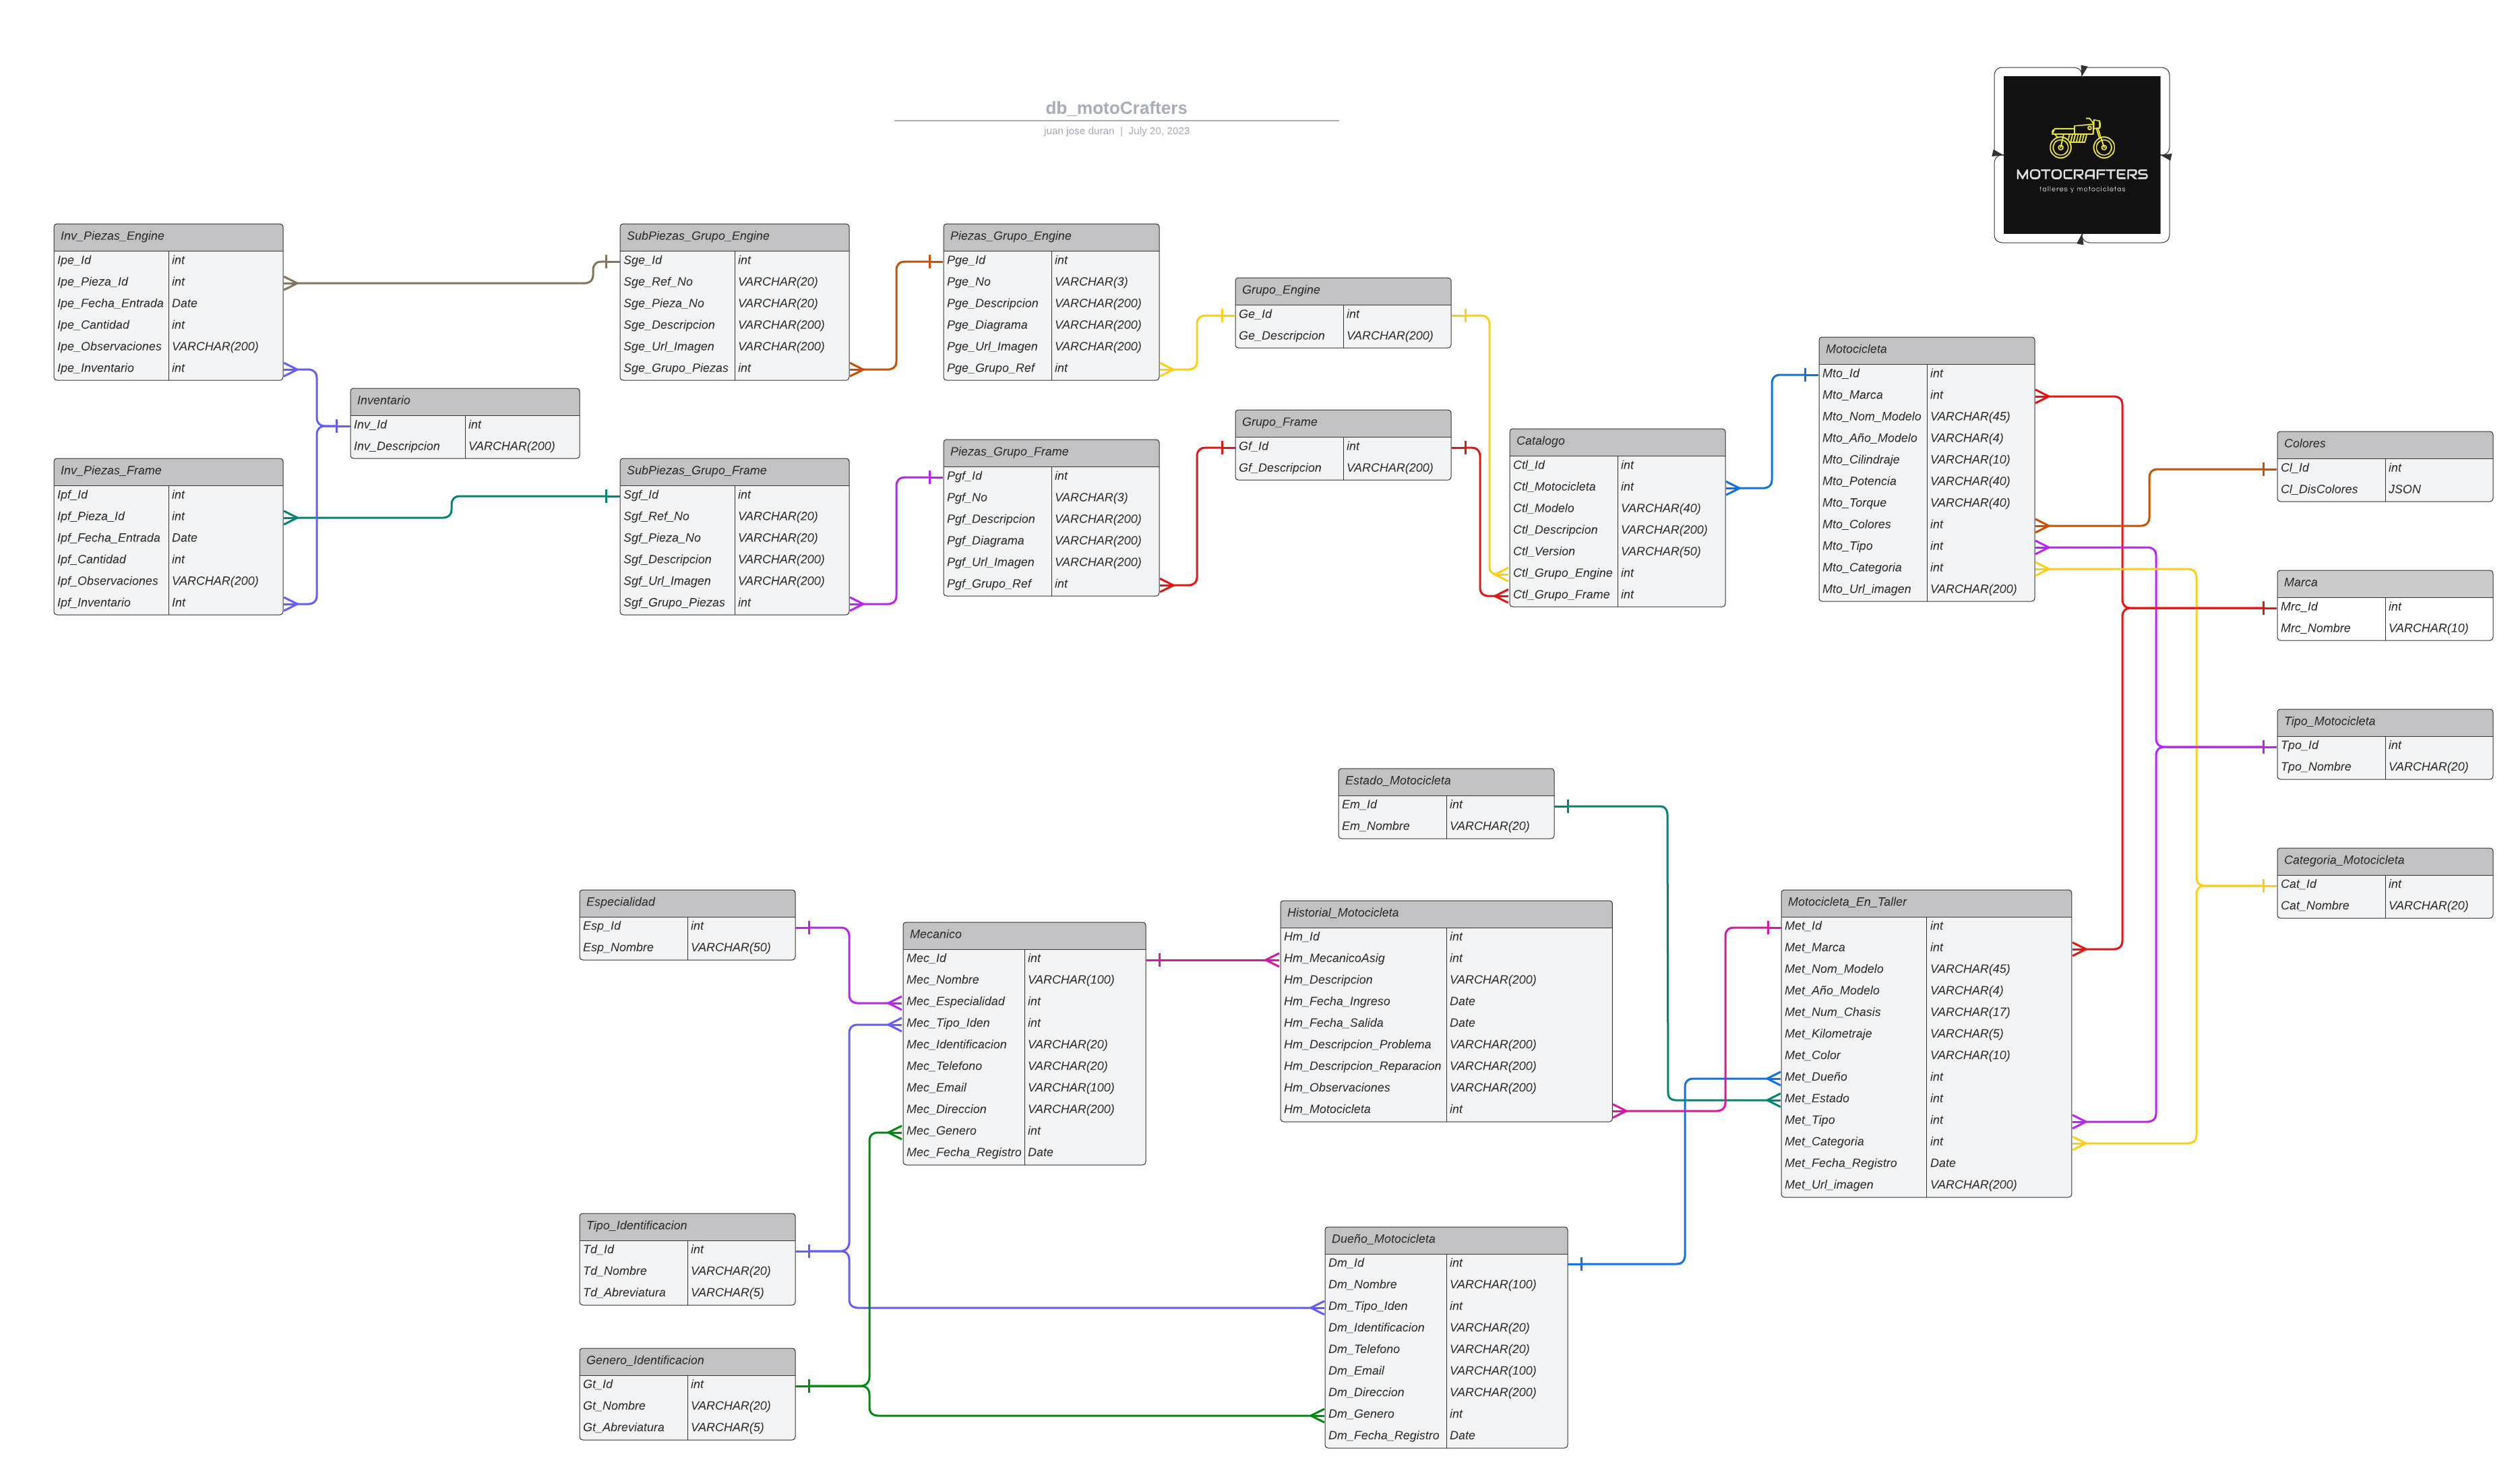 db_motoCrafters
juan jose duran | July 20, 2023
MOTOCRAFTERS
talleres y motocicletas
Inv_Piezas_Engine
Ipe_Id int
Ipe_Pieza_Id int
Ipe_Fecha_Entrada Date
Ipe_Cantidad int
Ipe_Observaciones VARCHAR(200)
Ipe_Inventario int
SubPiezas_Grupo_Engine
Sge_Id int
Sge_Ref_No VARCHAR(20)
Sge_Pieza_No VARCHAR(20)
Sge_Descripcion VARCHAR(200)
Sge_Url_Imagen VARCHAR(200)
Sge_Grupo_Piezas int
Piezas_Grupo_Engine
Pge_Id int
Pge_No VARCHAR(3)
Pge_Descripcion VARCHAR(200)
Pge_Diagrama VARCHAR(200)
Pge_Url_Imagen VARCHAR(200)
Pge_Grupo_Ref int
Grupo_Engine
Ge_Id int
Ge_Descripcion VARCHAR(200)
Motocicleta
Mto_Id int
Mto_Marca int
Mto_Nom_Modelo VARCHAR(45)
Mto_Año_Modelo VARCHAR(4)
Mto_Cilindraje VARCHAR(10)
Mto_Potencia VARCHAR(40)
Mto_Torque VARCHAR(40)
Mto_Colores int
Mto_Tipo int
Mto_Categoria int
Mto_Url_imagen VARCHAR(200)
Inventario
Inv_Id int
Inv_Descripcion VARCHAR(200)
Grupo_Frame
Gf_Id int
Gf_Descripcion VARCHAR(200)
Catalogo
Ctl_Id int
Ctl_Motocicleta int
Ctl_Modelo VARCHAR(40)
Ctl_Descripcion VARCHAR(200)
Ctl_Version VARCHAR(50)
Ctl_Grupo_Engine int
Ctl_Grupo_Frame int
Colores
Cl_Id int
Cl_DisColores JSON
Inv_Piezas_Frame
Ipf_Id int
Ipf_Pieza_Id int
Ipf_Fecha_Entrada Date
Ipf_Cantidad int
Ipf_Observaciones VARCHAR(200)
Ipf_Inventario Int
SubPiezas_Grupo_Frame
Sgf_Id int
Sgf_Ref_No VARCHAR(20)
Sgf_Pieza_No VARCHAR(20)
Sgf_Descripcion VARCHAR(200)
Sgf_Url_Imagen VARCHAR(200)
Sgf_Grupo_Piezas int
Piezas_Grupo_Frame
Pgf_Id int
Pgf_No VARCHAR(3)
Pgf_Descripcion VARCHAR(200)
Pgf_Diagrama VARCHAR(200)
Pgf_Url_Imagen VARCHAR(200)
Pgf_Grupo_Ref int
Marca
Mrc_Id int
Mrc_Nombre VARCHAR(10)
Tipo_Motocicleta
Tpo_Id int
Tpo_Nombre VARCHAR(20)
Estado_Motocicleta
Em_Id int
Em_Nombre VARCHAR(20)
Categoria_Motocicleta
Cat_Id int
Cat_Nombre VARCHAR(20)
Especialidad
Esp_Id int
Esp_Nombre VARCHAR(50)
Mecanico
Mec_Id int
Mec_Nombre VARCHAR(100)
Mec_Especialidad int
Mec_Tipo_Iden int
Mec_Identificacion VARCHAR(20)
Mec_Telefono VARCHAR(20)
Mec_Email VARCHAR(100)
Mec_Direccion VARCHAR(200)
Mec_Genero int
Mec_Fecha_Registro Date
Historial_Motocicleta
Hm_Id int
Hm_MecanicoAsig int
Hm_Descripcion VARCHAR(200)
Hm_Fecha_Ingreso Date
Hm_Fecha_Salida Date
Hm_Descripcion_Problema VARCHAR(200)
Hm_Descripcion_Reparacion VARCHAR(200)
Hm_Observaciones VARCHAR(200)
Hm_Motocicleta int
Motocicleta_En_Taller
Met_Id int
Met_Marca int
Met_Nom_Modelo VARCHAR(45)
Met_Año_Modelo VARCHAR(4)
Met_Num_Chasis VARCHAR(17)
Met_Kilometraje VARCHAR(5)
Met_Color VARCHAR(10)
Met_Dueño int
Met_Estado int
Met_Tipo int
Met_Categoria int
Met_Fecha_Registro Date
Met_Url_imagen VARCHAR(200)
Tipo_Identificacion
Td_Id int
Td_Nombre VARCHAR(20)
Td_Abreviatura VARCHAR(5)
Dueño_Motocicleta
Dm_Id int
Dm_Nombre VARCHAR(100)
Dm_Tipo_Iden int
Dm_Identificacion VARCHAR(20)
Dm_Telefono VARCHAR(20)
Dm_Email VARCHAR(100)
Dm_Direccion VARCHAR(200)
Dm_Genero int
Dm_Fecha_Registro Date
Genero_Identificacion
Gt_Id int
Gt_Nombre VARCHAR(20)
Gt_Abreviatura VARCHAR(5)